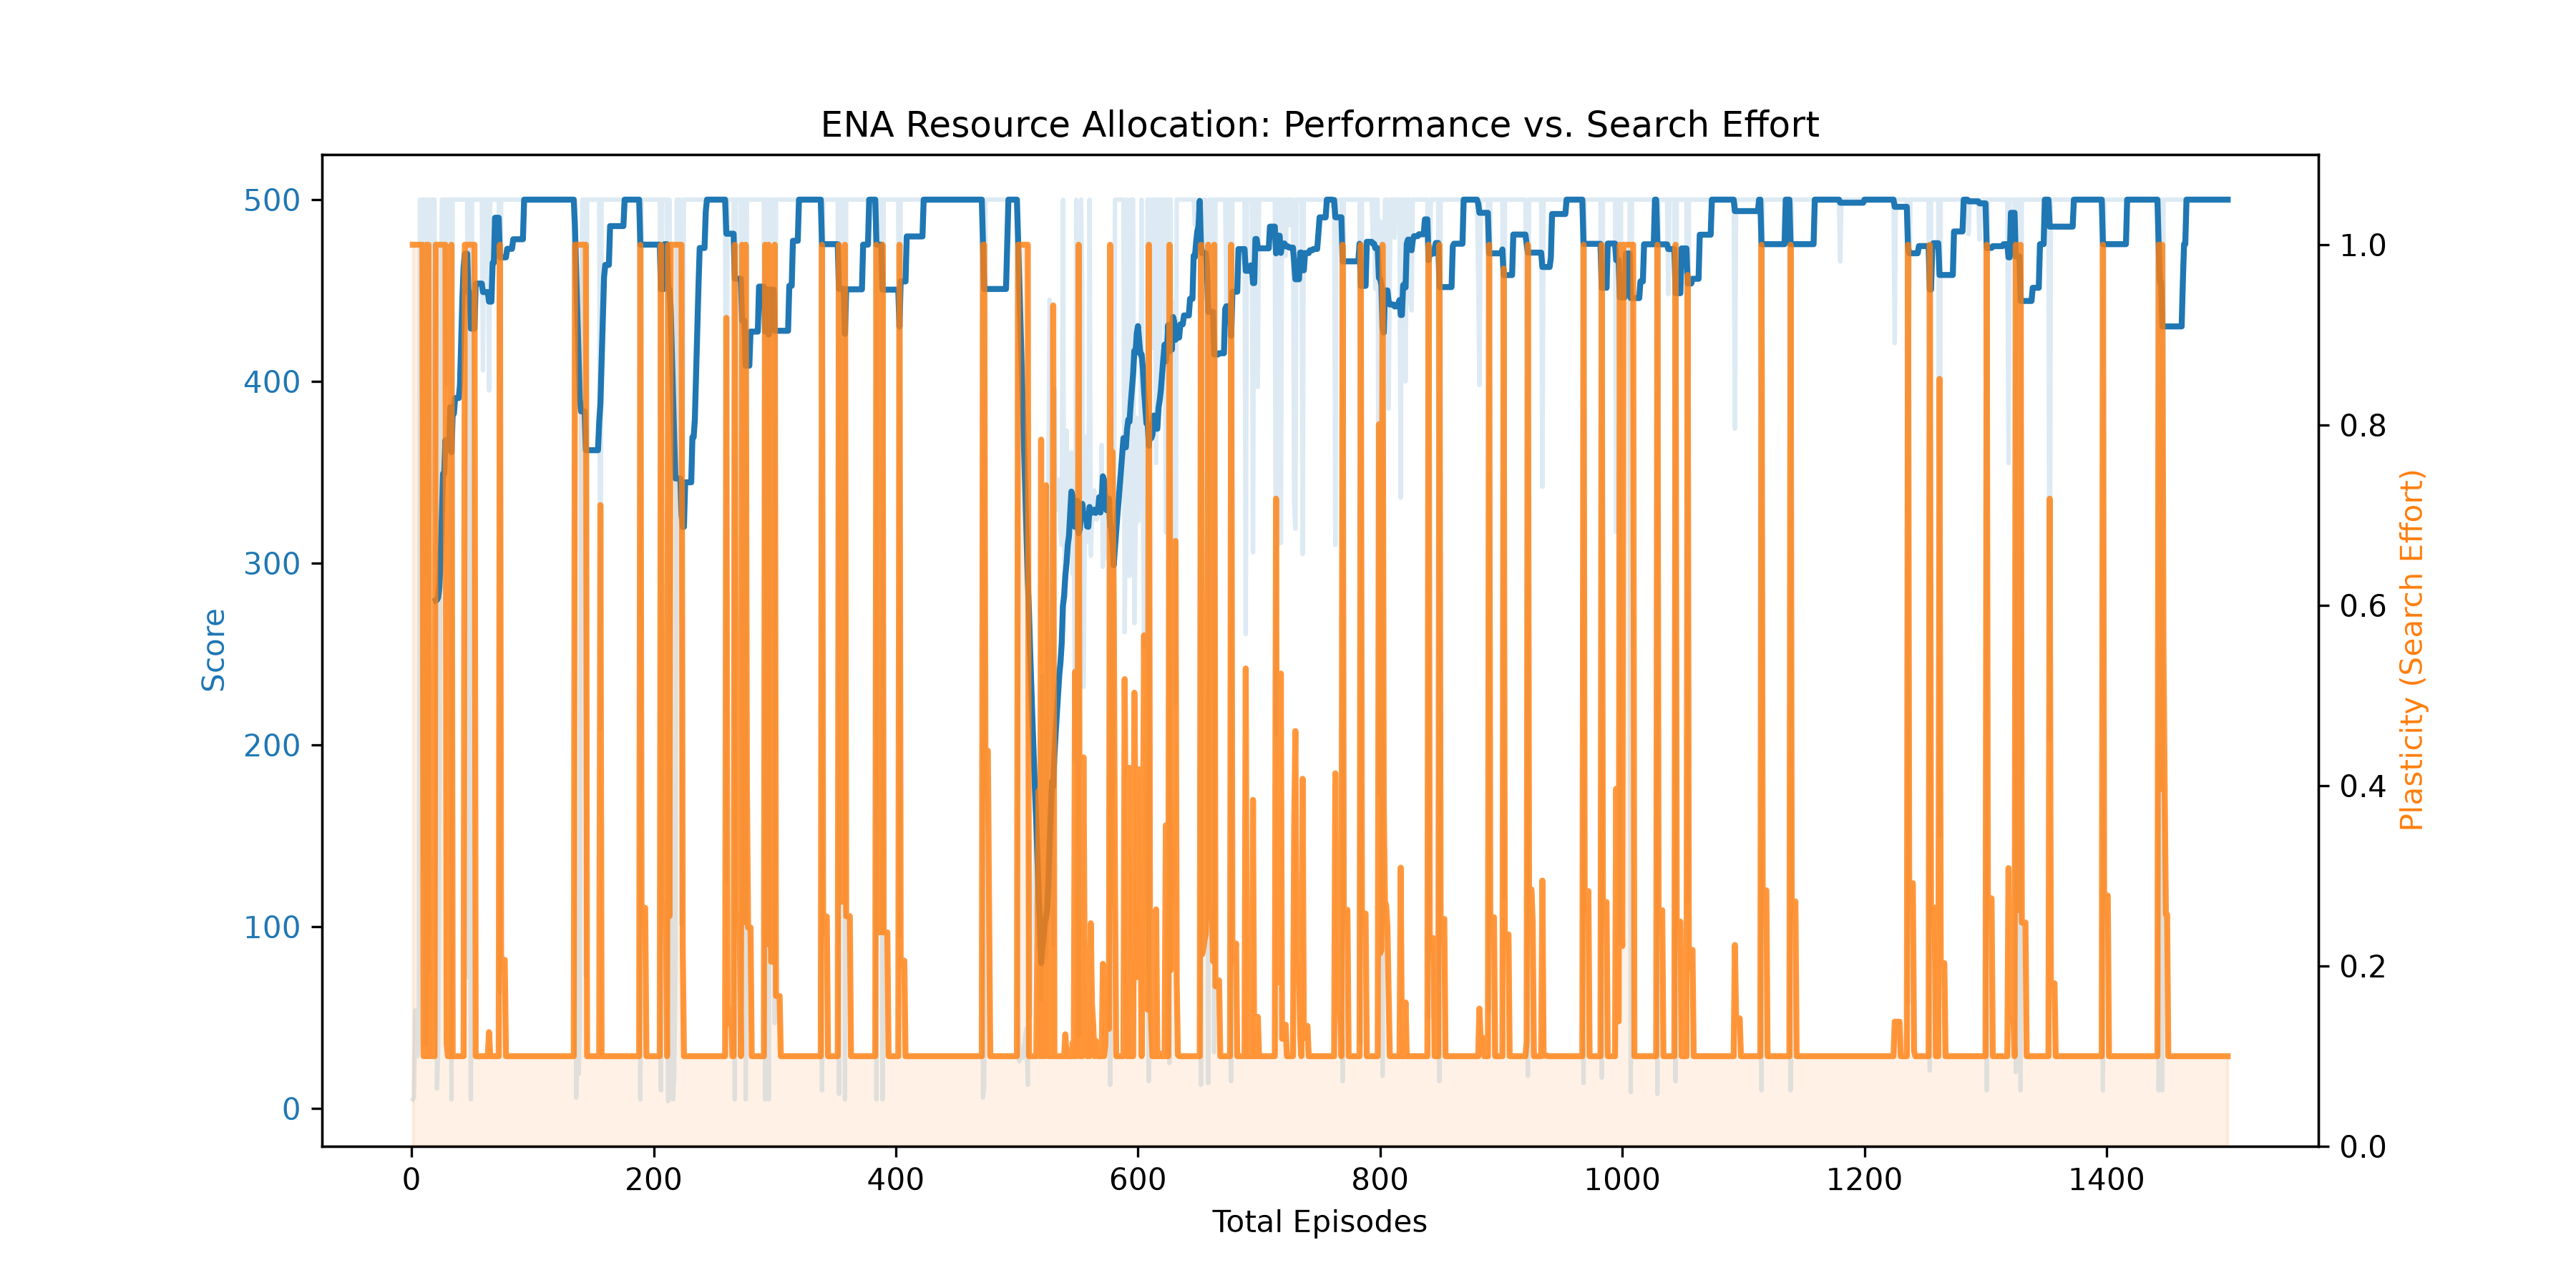 ENA Resource Allocation: Performance vs. Search Effort
500
400
300
200
100
0
Score
1.0
0.8
0.6
0.4
0.2
0.0
Plasticity (Search Effort)
0 200 400 600 800 1000 1200 1400
Total Episodes